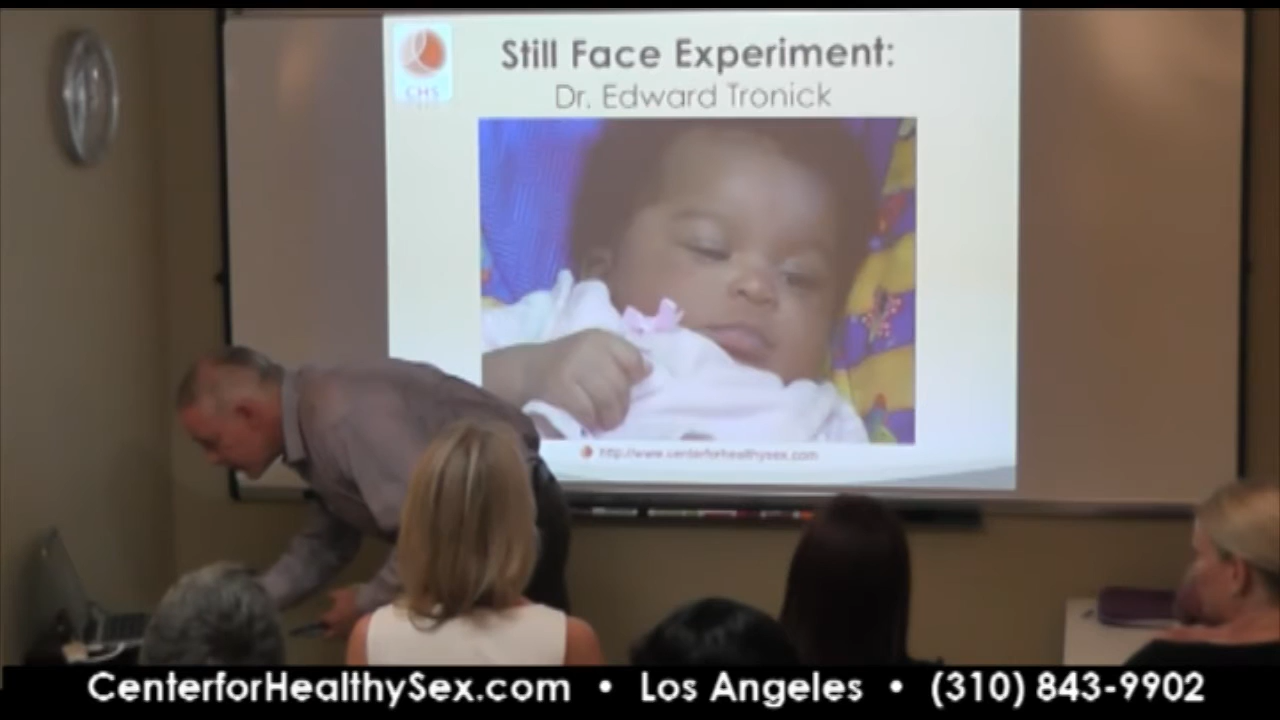 Still Face Experiment:
Dr. Edward Tronick
CHS
http://www.centerforhealthysex.com
CenterforHealthySex.com • Los Angeles • (310) 843-9902